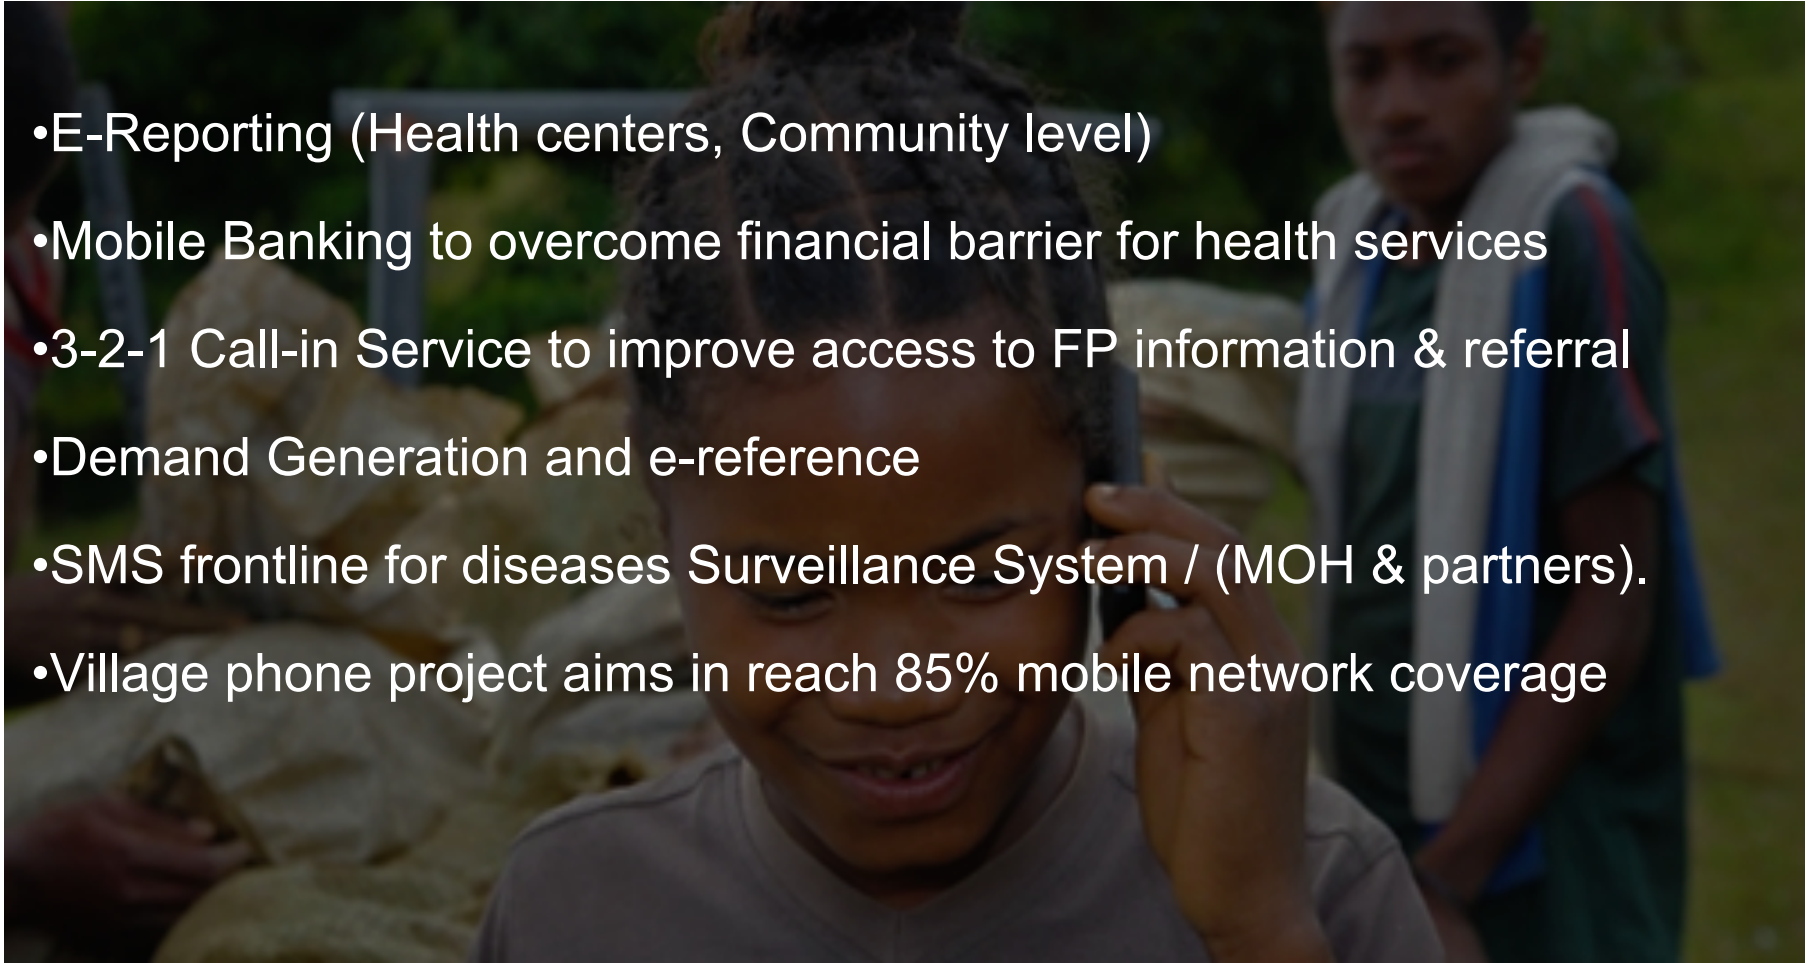 •E-Reporting (Health centers, Community level)
•Mobile Banking to overcome financial barrier for health services
•3-2-1 Call-in Service to improve access to FP information & referral
•Demand Generation and e-reference
•SMS frontline for diseases Surveillance System / (MOH & partners).
•Village phone project aims in reach 85% mobile network coverage